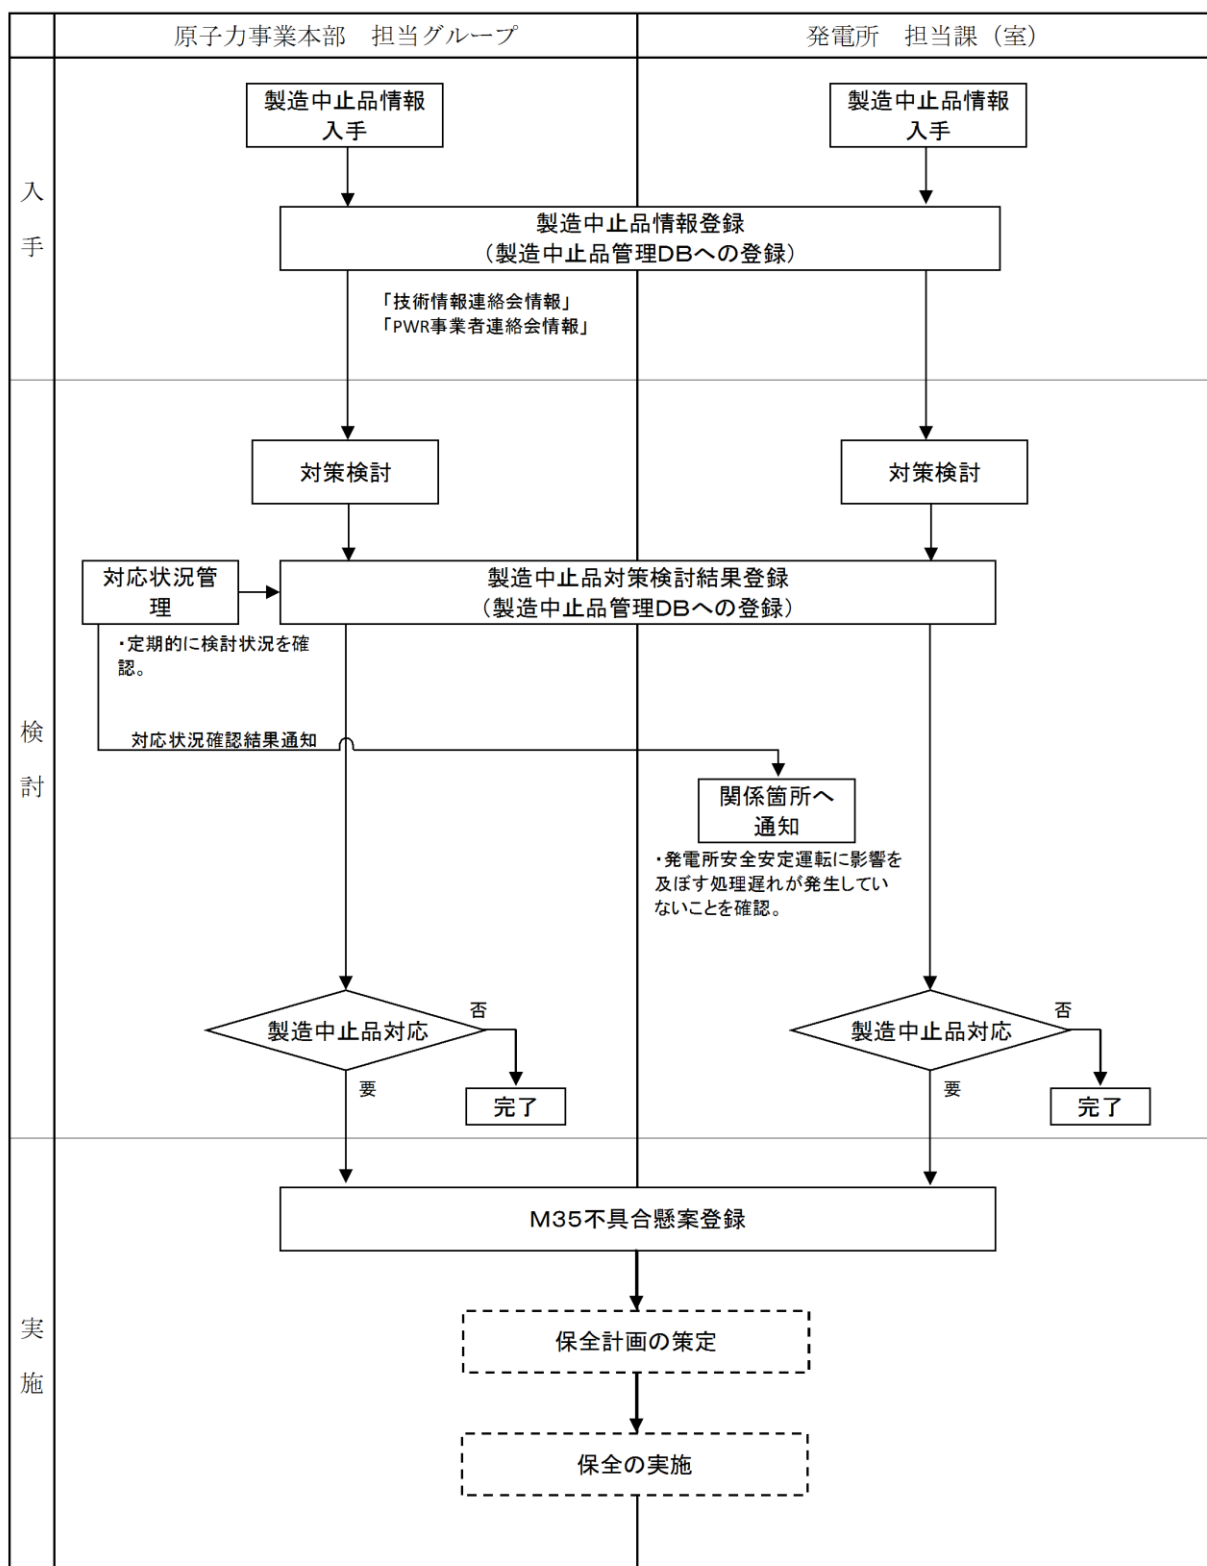 原子力事業本部　担当グループ
発電所　担当課（室）
入
手
製造中止品情報
入手
製造中止品情報
入手
製造中止品情報登録
（製造中止品管理DBへの登録）
「技術情報連絡会情報」
「PWR事業者連絡会情報」
検
討
対策検討
対策検討
対応状況管
理
製造中止品対策検討結果登録
（製造中止品管理DBへの登録）
・定期的に検討状況を確
認。
対応状況確認結果通知
関係箇所へ
通知
・発電所安全安定運転に影響を
及ぼす処理遅れが発生してい
ないことを確認。
製造中止品対応
否
要
完了
製造中止品対応
否
要
完了
実
施
M35不具合懸案登録
保全計画の策定
保全の実施